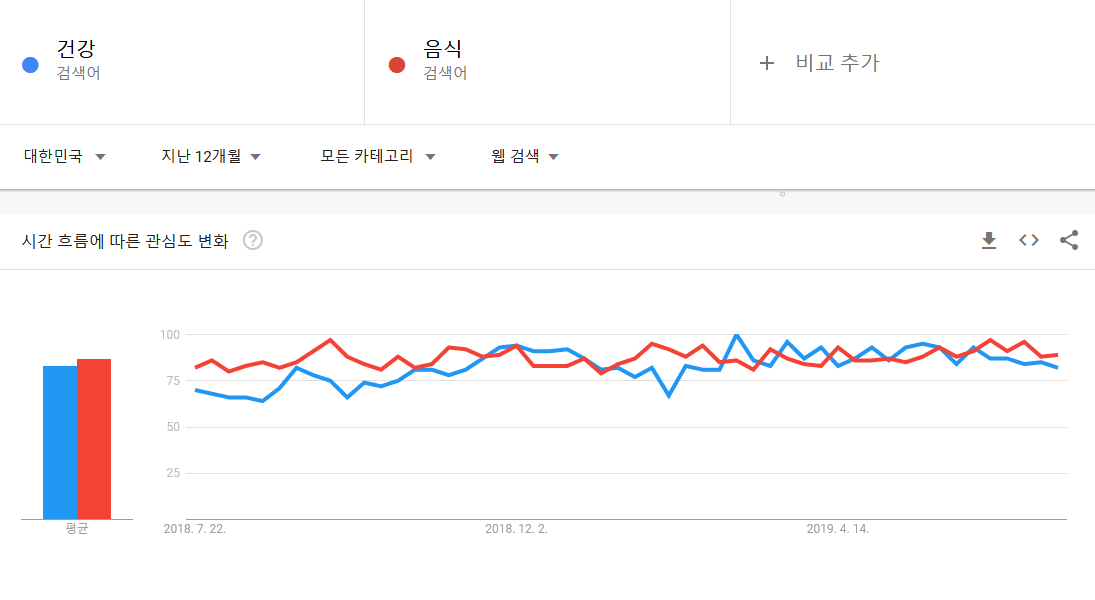 건강
검색어
음식
검색어
+ 비교 추가
대한민국
지난 12개월
모든 카테고리
웹 검색
시간 흐름에 따른 관심도 변화 ?
100
75
50
25
평균
2018. 7. 22.
2018. 12. 2.
2019. 4. 14.